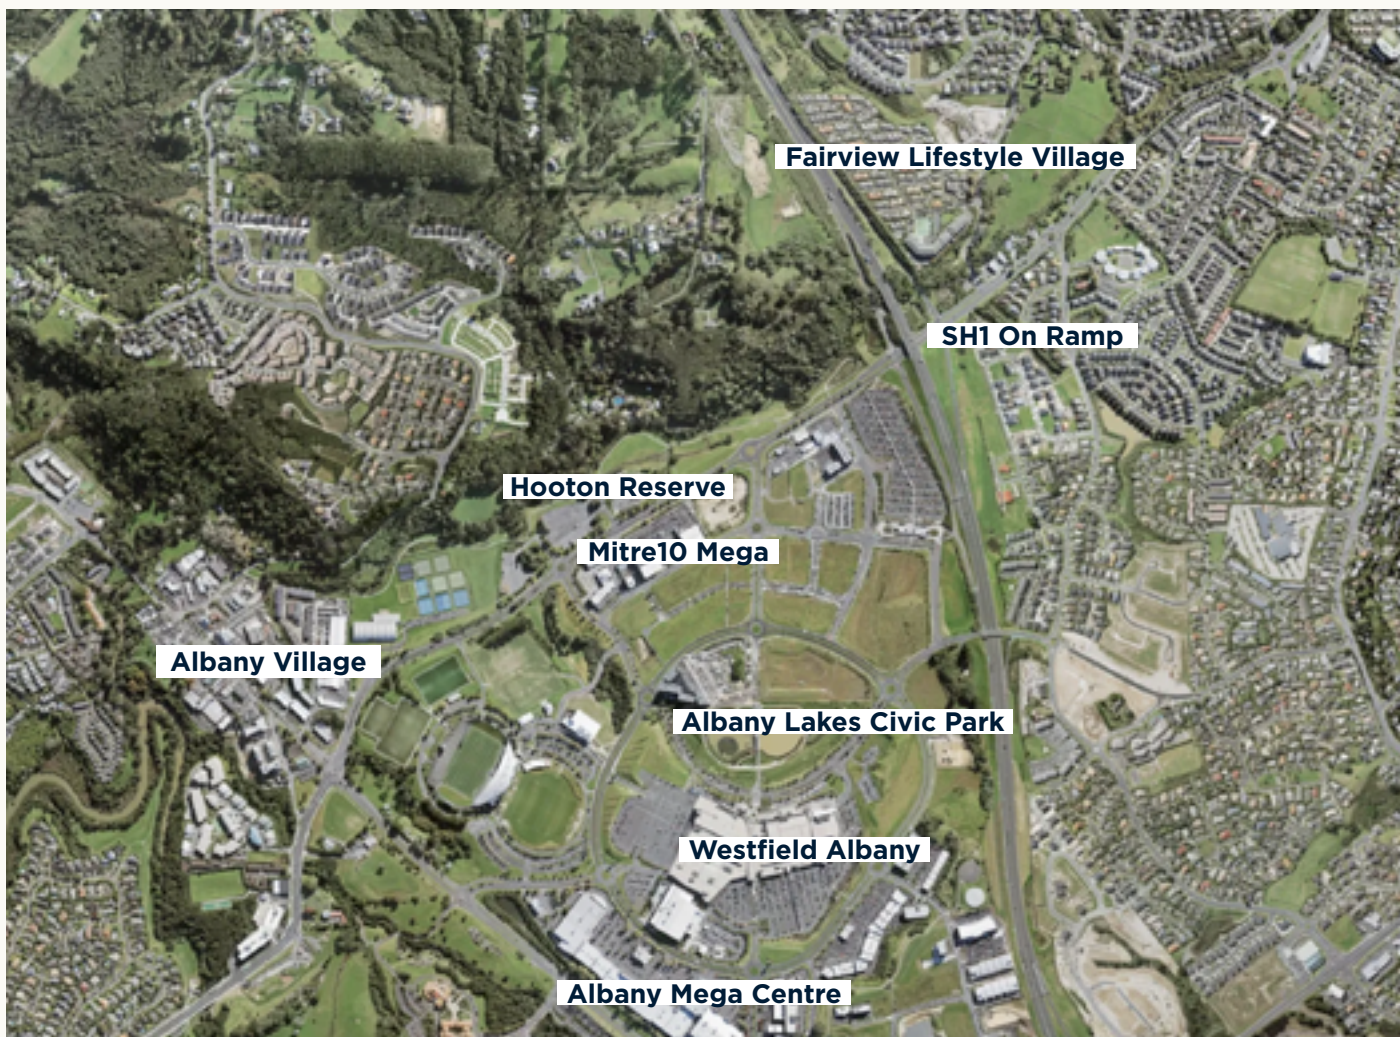 Fairview Lifestyle Village
SH1 On Ramp
Hooton Reserve
Mitre10 Mega
Albany Village
Albany Lakes Civic Park
Westfield Albany
Albany Mega Centre